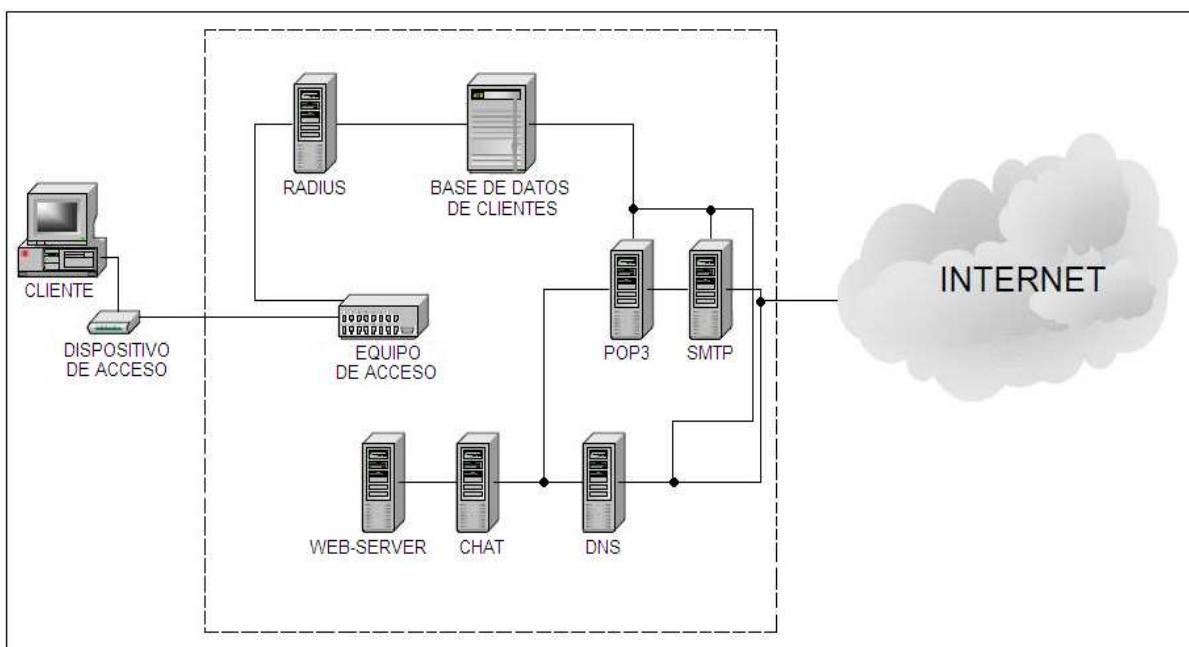 RADIUS
BASE DE DATOS
DE CLIENTES
CLIENTE
DISPOSITIVO
DE ACCESO
EQUIPO
DE ACCESO
POP3
SMTP
INTERNET
WEB-SERVER
CHAT
DNS